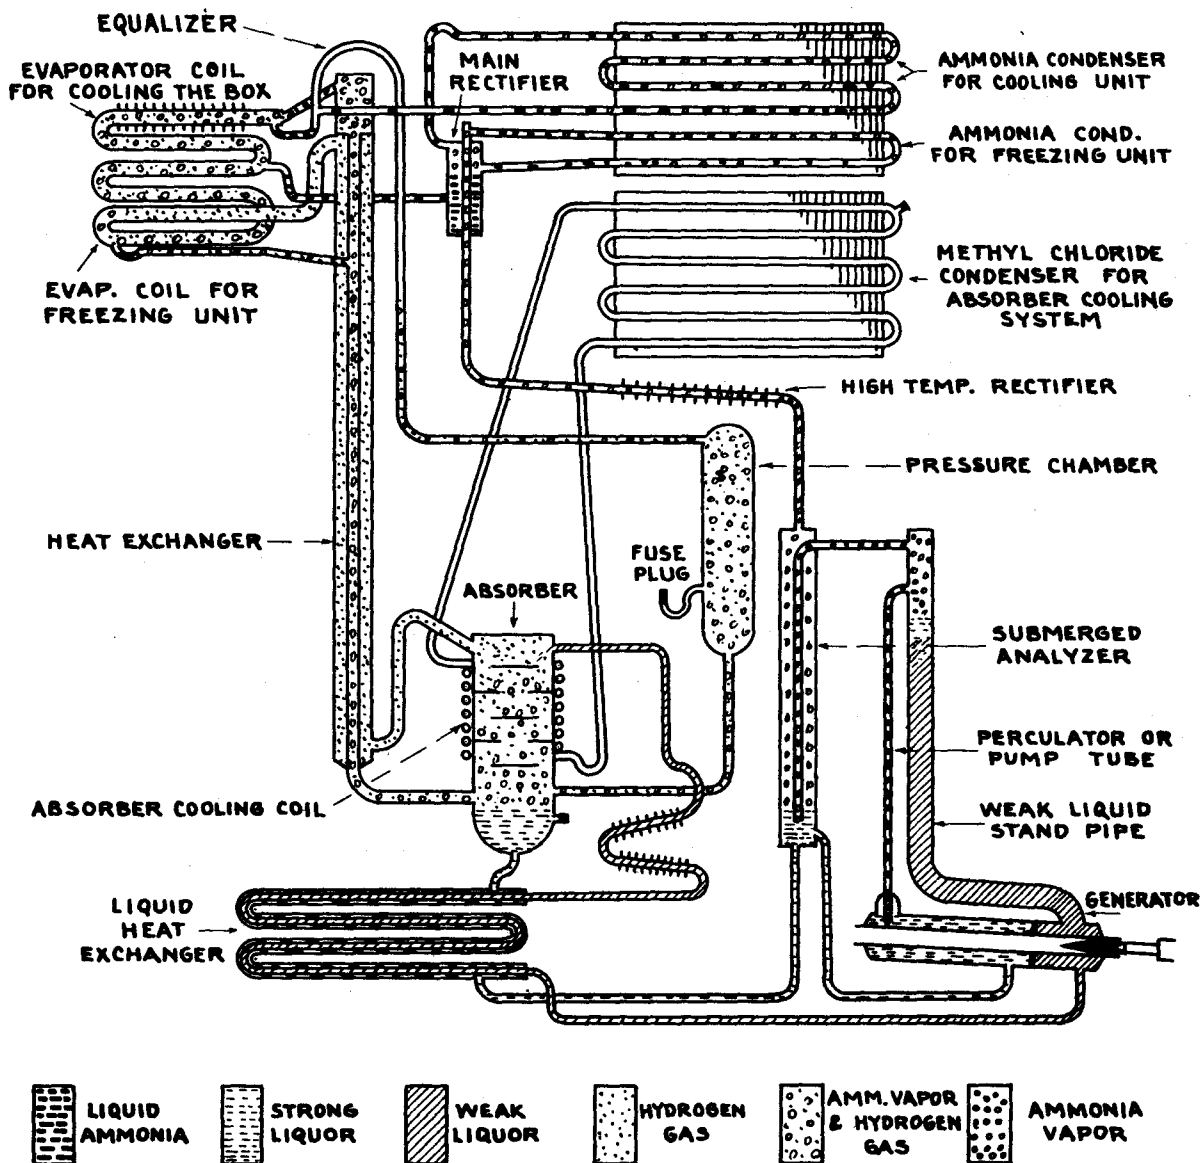 EQUALIZER
EVAPORATOR COIL
FOR COOLING THE BOX
MAIN
RECTIFIER
AMMONIA CONDENSER
FOR COOLING UNIT
AMMONIA COND.
FOR FREEZING UNIT
EVAP. COIL FOR
FREEZING UNIT
METHYL CHLORIDE
CONDENSER FOR
ABSORBER COOLING
SYSTEM
HIGH TEMP. RECTIFIER
PRESSURE CHAMBER
HEAT EXCHANGER
FUSE
PLUG
ABSORBER
SUBMERGED
ANALYZER
PERCULATOR OR
PUMP TUBE
ABSORBER COOLING COIL
WEAK LIQUID
STAND PIPE
GENERATOR
LIQUID
HEAT
EXCHANGER
LIQUID
AMMONIA
STRONG
LIQUOR
WEAK
LIQUOR
HYDROGEN
GAS
AMM. VAPOR
& HYDROGEN
GAS
AMMONIA
VAPOR